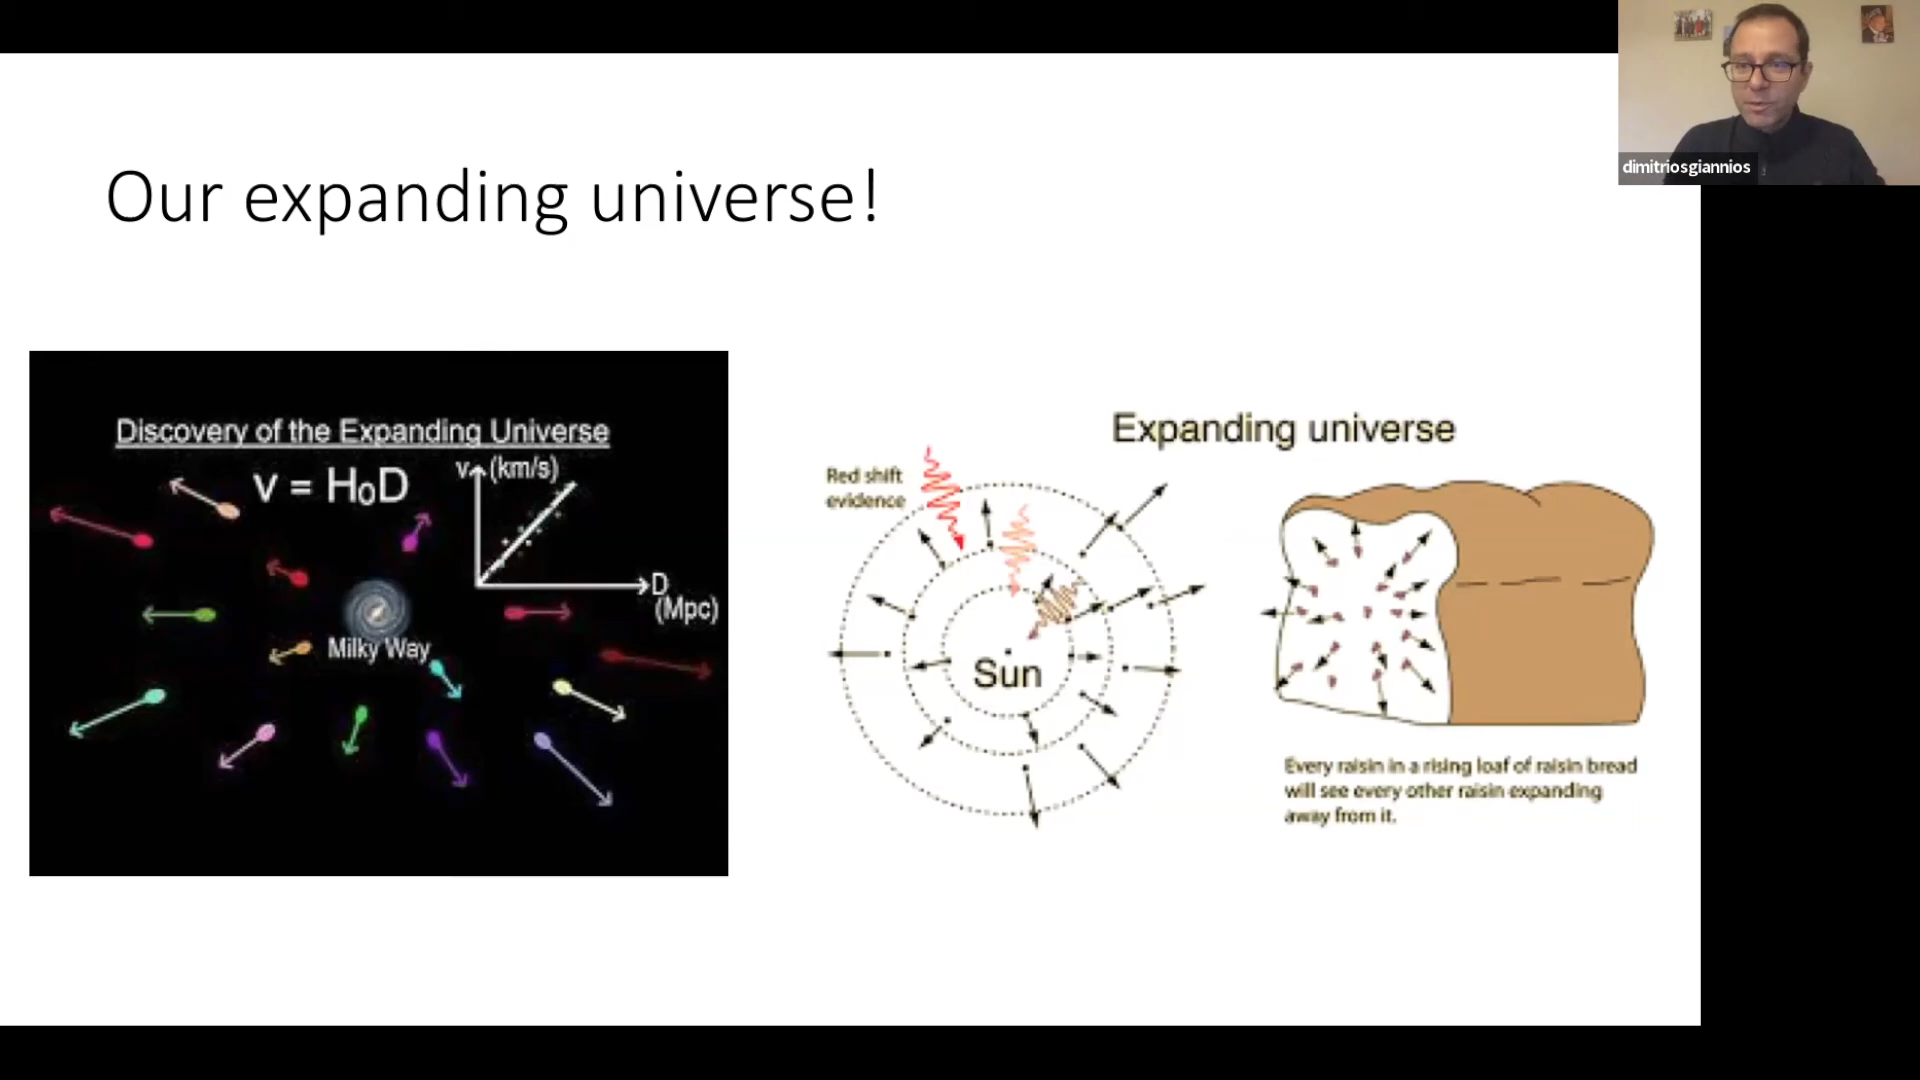 dimitriosgiannios
Our expanding universe!
Discovery of the Expanding Universe
v = H₀D
v (km/s)
D
(Mpc)
Milky Way
Expanding universe
Red shift
evidence
Sun
Every raisin in a rising loaf of raisin bread
will see every other raisin expanding
away from it.